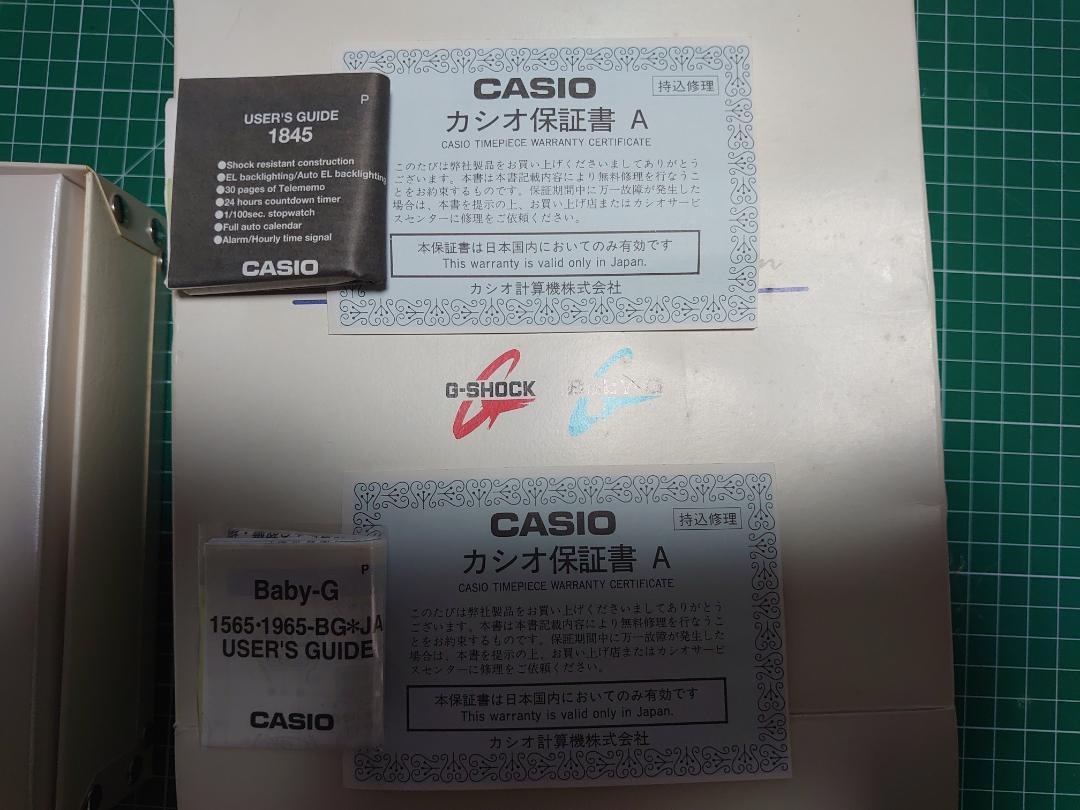 P
USER'S GUIDE
1845
●Shock resistant construction
●EL backlighting/Auto EL backlighting
●30 pages of Telememo
●24 hours countdown timer
●1/100sec. stopwatch
●Full auto calendar
●Alarm/Hourly time signal
CASIO
CASIO
持込修理
カシオ保証書 A
CASIO TIMEPIECE WARRANTY CERTIFICATE
このたびは弊社製品をお買い上げくださいましてありがとう
ございます。本書は本書記載内容により無料修理を行なうこ
とをお約束するものです。保証期間中に万一故障が発生した
場合は、本書を提示の上、お買い上げ店またはカシオサービ
スセンターに修理をご依頼ください。
本保証書は日本国内においてのみ有効です
This warranty is valid only in Japan.
カシオ計算機株式会社
G-SHOCK
Baby-G
P
Baby-G
1565・1965-BG＊JA
USER'S GUIDE
CASIO
CASIO
持込修理
カシオ保証書 A
CASIO TIMEPIECE WARRANTY CERTIFICATE
このたびは弊社製品をお買い上げくださいましてありがとう
ございます。本書は本書記載内容により無料修理を行なうこ
とをお約束するものです。保証期間中に万一故障が発生した
場合は、本書を提示の上、お買い上げ店またはカシオサービ
スセンターに修理をご依頼ください。
本保証書は日本国内においてのみ有効です
This warranty is valid only in Japan.
カシオ計算機株式会社